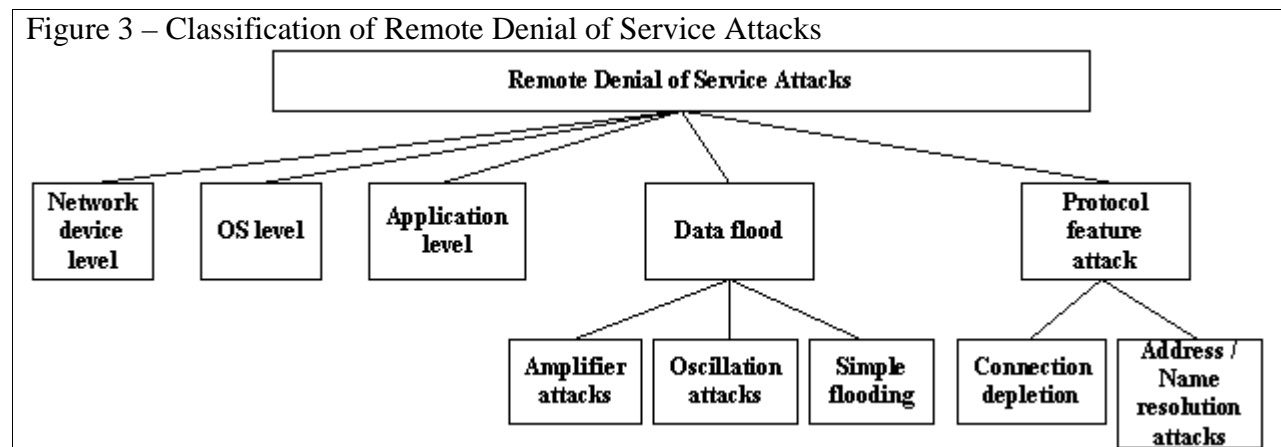 Figure 3 – Classification of Remote Denial of Service Attacks
Remote Denial of Service Attacks
Network
device
level
OS level
Application
level
Data flood
Protocol
feature
attack
Amplifier
attacks
Oscillation
attacks
Simple
flooding
Connection
depletion
Address /
Name
resolution
attacks